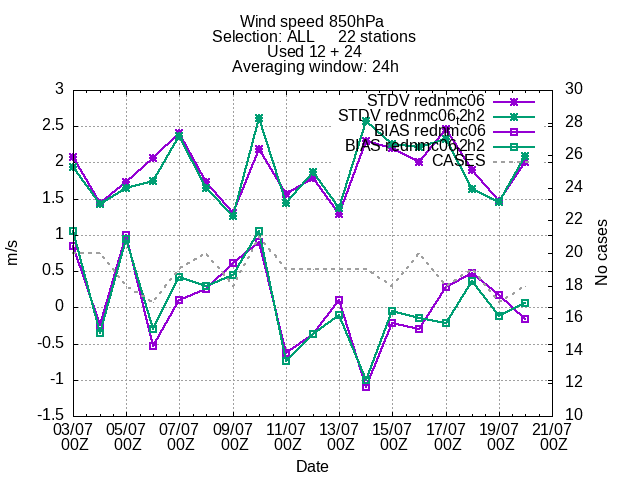 Wind speed 850hPa
Selection: ALL 22 stations
Used 12 + 24
Averaging window: 24h
STDV rednmc06
STDV rednmc06_2h2
BIAS rednmc06
BIAS rednmc06_2h2
CASES
3
2.5
2
1.5
1
0.5
0
-0.5
-1
-1.5
m/s
30
28
26
24
22
20
18
16
14
12
10
No cases
03/07 05/07 07/07 09/07 11/07 13/07 15/07 17/07 19/07 21/07
00Z 00Z 00Z 00Z 00Z 00Z 00Z 00Z 00Z 00Z
Date